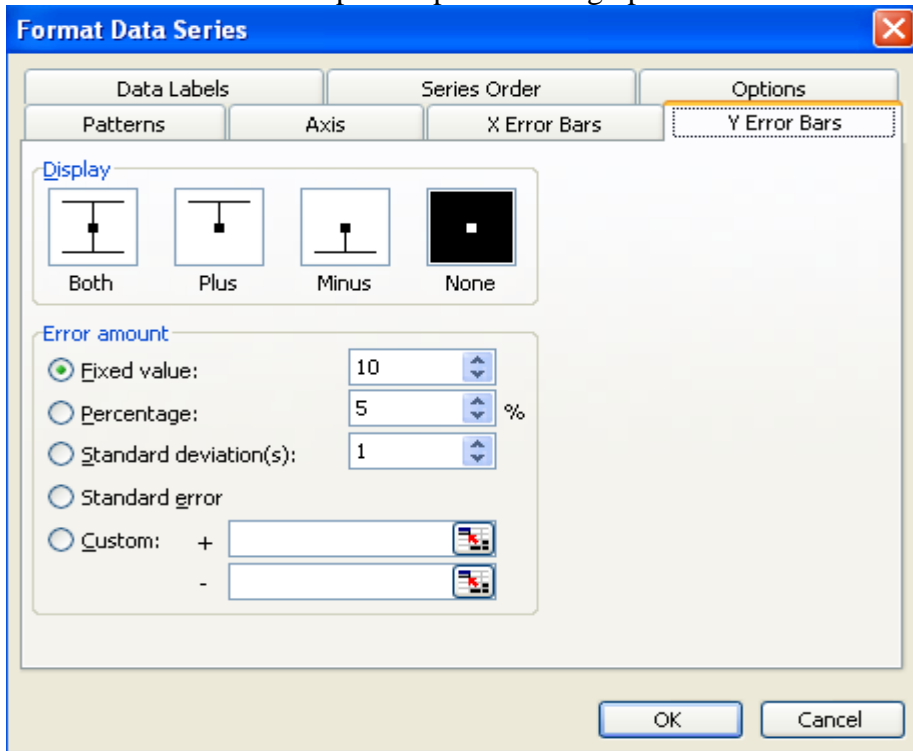 Format Data Series
Data Labels Series Order Options
Patterns Axis X Error Bars Y Error Bars
Display
Both Plus Minus None
Error amount
Fixed value: 10
Percentage: 5 %
Standard deviation(s): 1
Standard error
Custom: +
-
OK Cancel